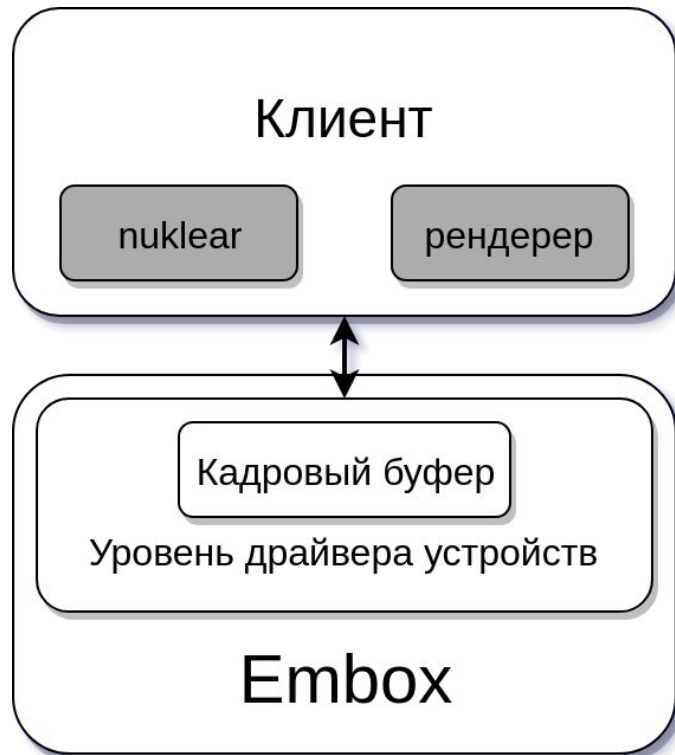 Клиент
nuklear
рендерер
Кадровый буфер
Уровень драйвера устройств
Embox